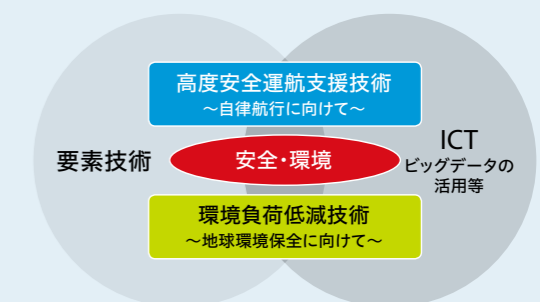 高度安全運航支援技術
～自律航行に向けて～
要素技術
安全・環境
ICT
ビッグデータの
活用等
環境負荷低減技術
～地球環境保全に向けて～